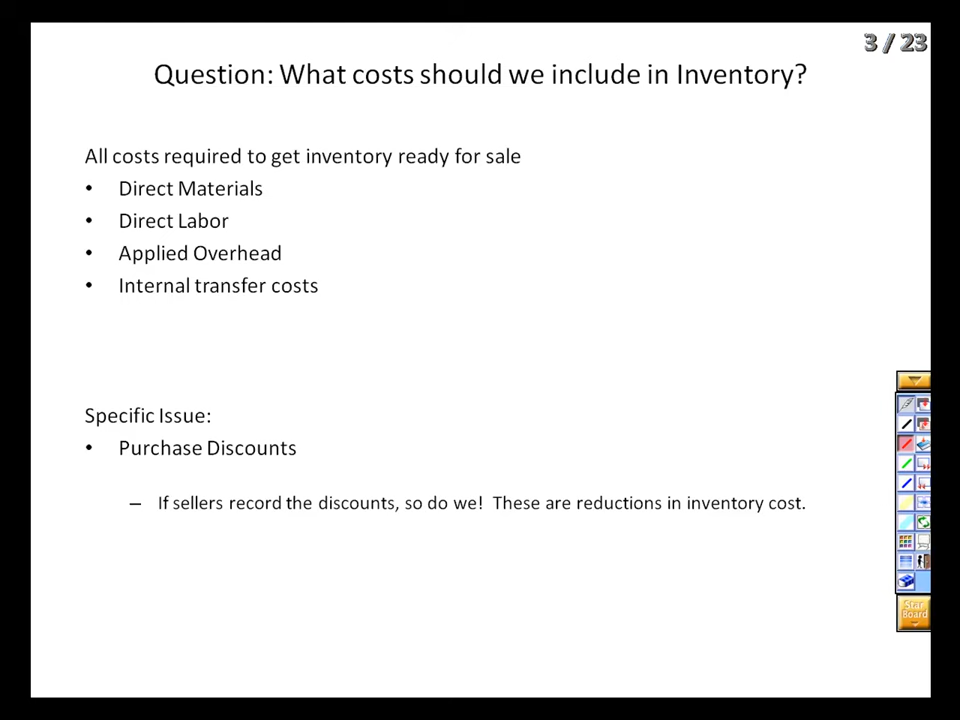 3 / 23
Question: What costs should we include in Inventory?
All costs required to get inventory ready for sale
• Direct Materials
• Direct Labor
• Applied Overhead
• Internal transfer costs
Specific Issue:
• Purchase Discounts
– If sellers record the discounts, so do we! These are reductions in inventory cost.
Star
Board